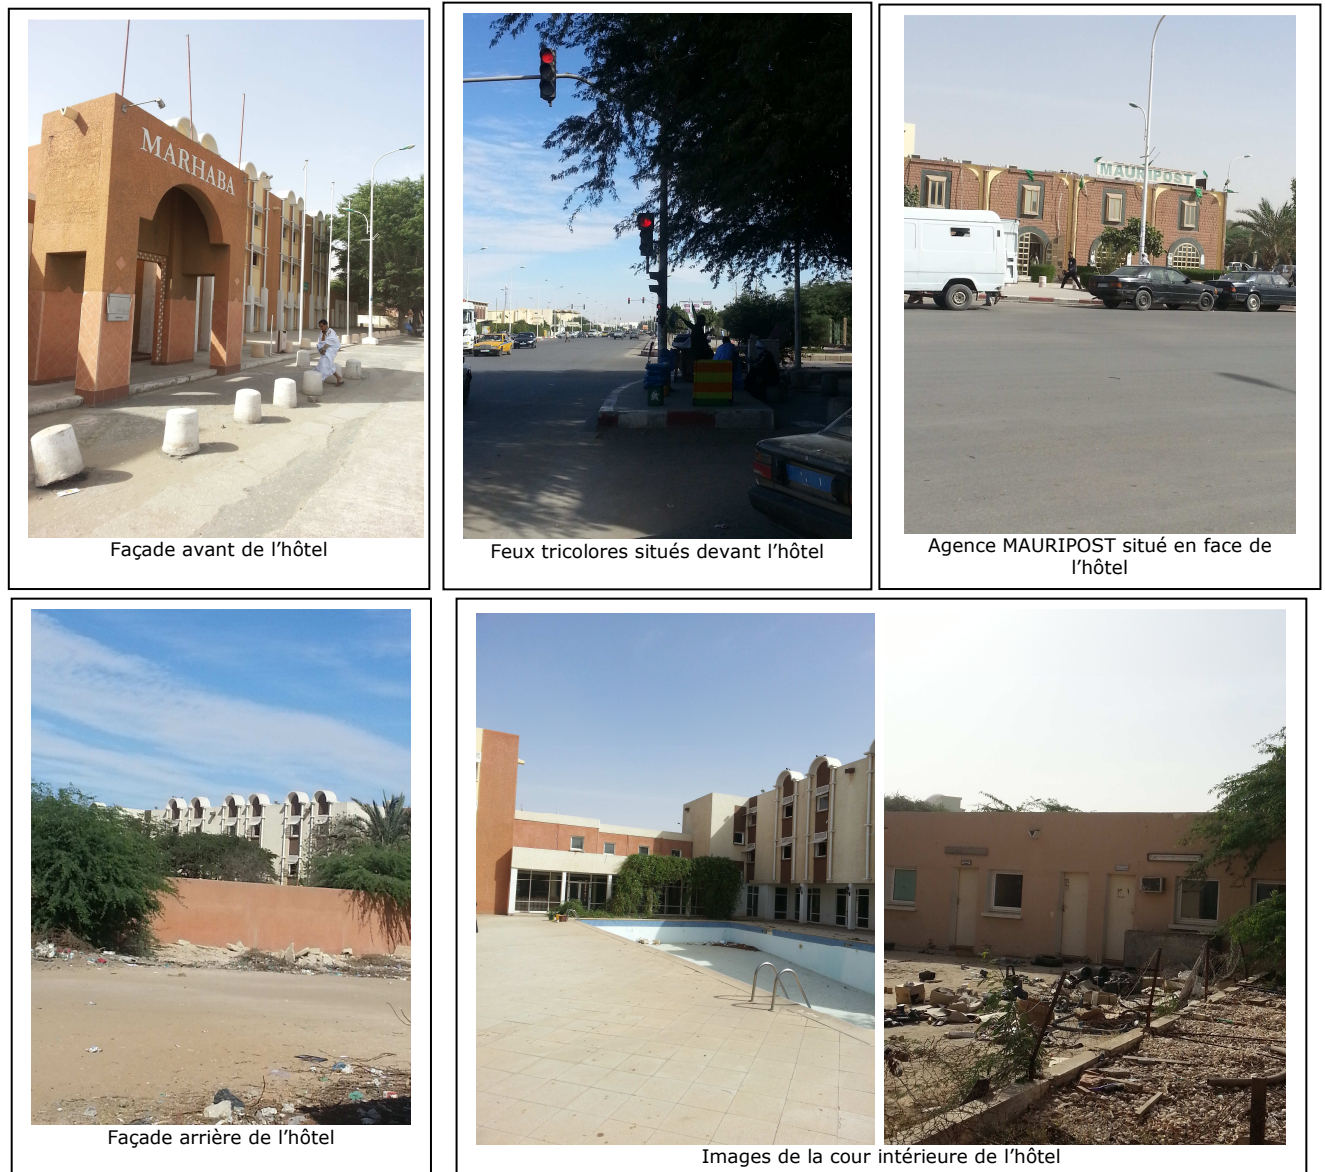 MARHABA
Façade avant de l’hôtel
Feux tricolores situés devant l’hôtel
MAURIPOST
Agence MAURIPOST situé en face de
l’hôtel
Façade arrière de l’hôtel
Images de la cour intérieure de l’hôtel